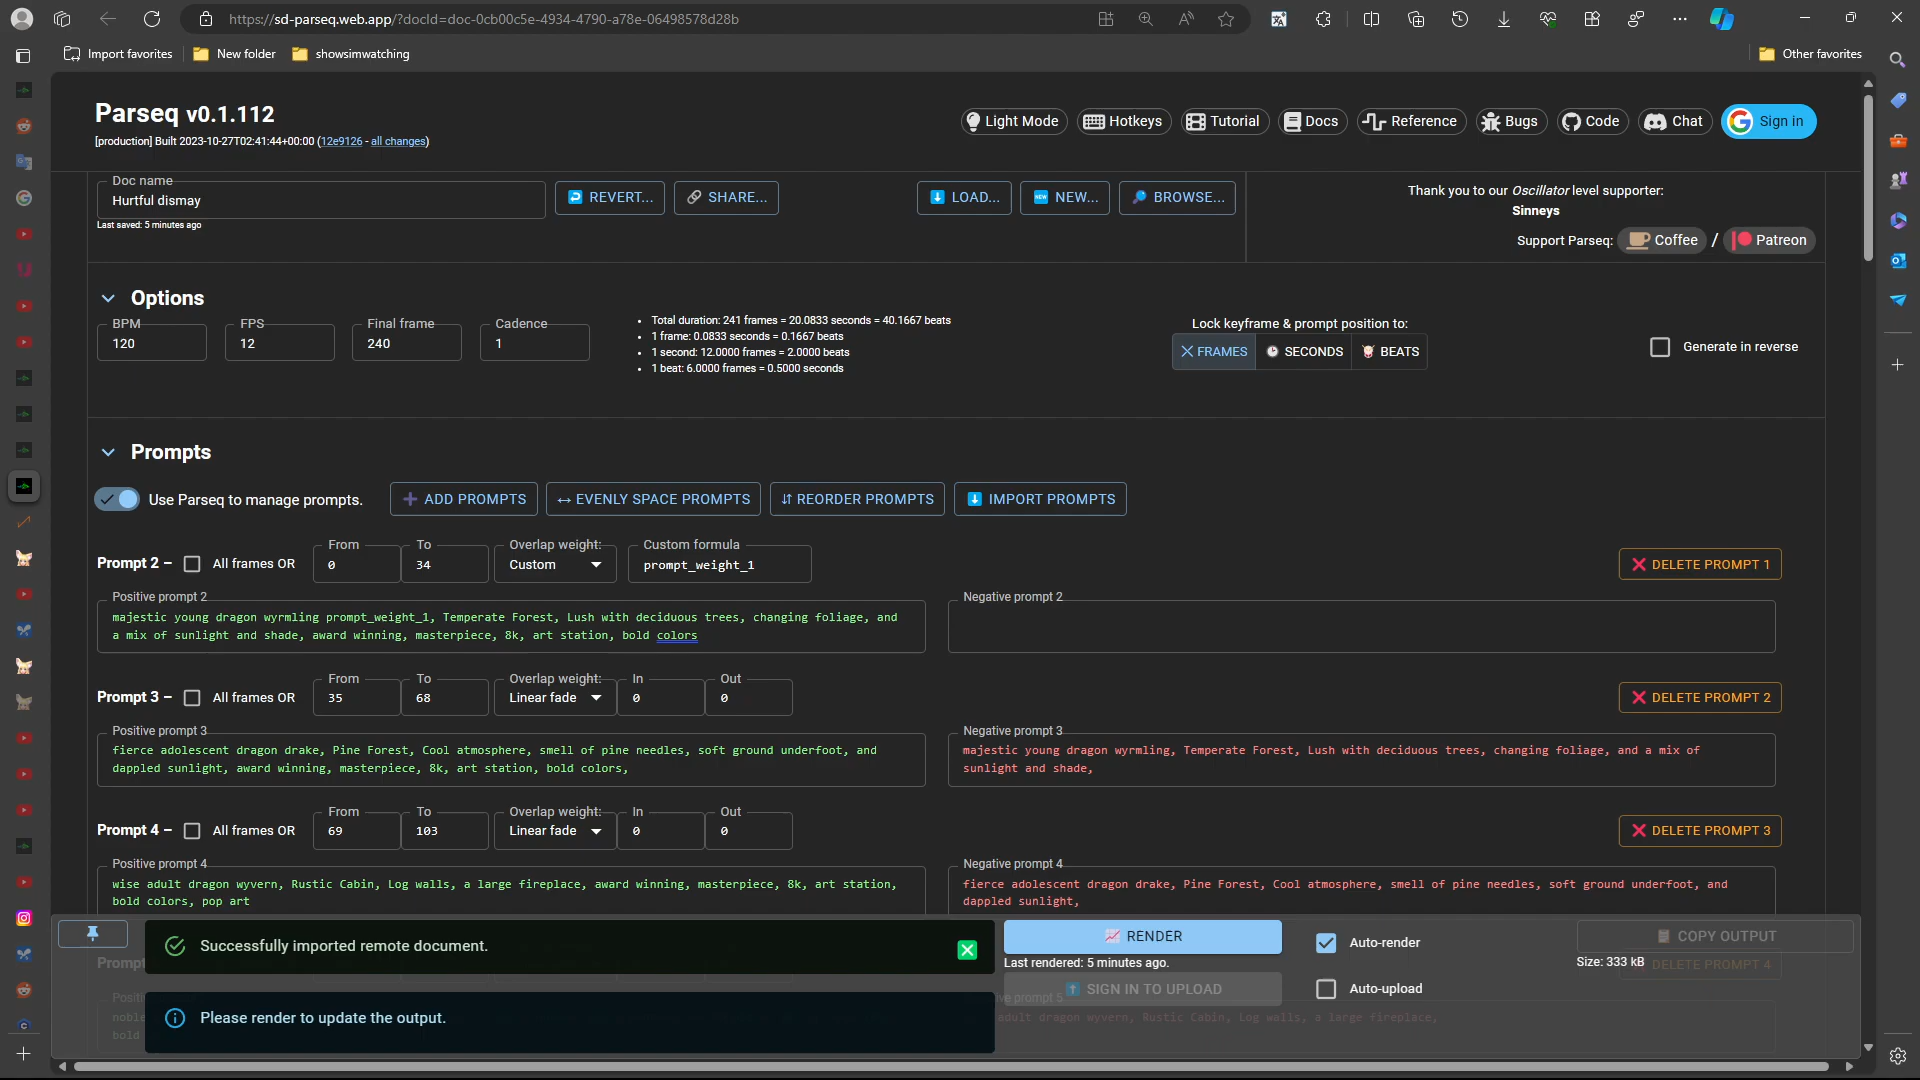 https://sd-parseq.web.app/?docId=doc-0cb00c5e-4934-4790-a78e-06498578d28b
Import favorites
New folder
showsimwatching
Other favorites
Parseq v0.1.112
[production] Built 2023-10-27T02:41:44+00:00 (12e9126 - all changes)
Light Mode
Hotkeys
Tutorial
Docs
Reference
Bugs
Code
Chat
Sign in
Doc name
Hurtful dismay
Last saved: 5 minutes ago
REVERT...
SHARE...
LOAD...
NEW...
BROWSE...
Thank you to our Oscillator level supporter:
Sinneys
Support Parseq: Coffee / Patreon
Options
BPM
120
FPS
12
Final frame
240
Cadence
1
• Total duration: 241 frames = 20.0833 seconds = 40.1667 beats
• 1 frame: 0.0833 seconds = 0.1667 beats
• 1 second: 12.0000 frames = 2.0000 beats
• 1 beat: 6.0000 frames = 0.5000 seconds
Lock keyframe & prompt position to:
FRAMES
SECONDS
BEATS
Generate in reverse
Prompts
Use Parseq to manage prompts.
ADD PROMPTS
EVENLY SPACE PROMPTS
REORDER PROMPTS
IMPORT PROMPTS
Prompt 2 – All frames OR
From
0
To
34
Overlap weight:
Custom
Custom formula
prompt_weight_1
DELETE PROMPT 1
Positive prompt 2
majestic young dragon wyrmling prompt_weight_1, Temperate Forest, Lush with deciduous trees, changing foliage, and
a mix of sunlight and shade, award winning, masterpiece, 8k, art station, bold colors
Negative prompt 2
Prompt 3 – All frames OR
From
35
To
68
Overlap weight:
Linear fade
In
0
Out
0
DELETE PROMPT 2
Positive prompt 3
fierce adolescent dragon drake, Pine Forest, Cool atmosphere, smell of pine needles, soft ground underfoot, and
dappled sunlight, award winning, masterpiece, 8k, art station, bold colors,
Negative prompt 3
majestic young dragon wyrmling, Temperate Forest, Lush with deciduous trees, changing foliage, and a mix of
sunlight and shade,
Prompt 4 – All frames OR
From
69
To
103
Overlap weight:
Linear fade
In
0
Out
0
DELETE PROMPT 3
Positive prompt 4
wise adult dragon wyvern, Rustic Cabin, Log walls, a large fireplace, award winning, masterpiece, 8k, art station,
bold colors, pop art
Negative prompt 4
fierce adolescent dragon drake, Pine Forest, Cool atmosphere, smell of pine needles, soft ground underfoot, and
dappled sunlight,
Successfully imported remote document.
Please render to update the output.
RENDER
Last rendered: 5 minutes ago.
SIGN IN TO UPLOAD
Auto-render
Auto-upload
COPY OUTPUT
Size: 333 kB
DELETE PROMPT 4
prompt 5
adult dragon wyvern, Rustic Cabin, Log walls, a large fireplace,